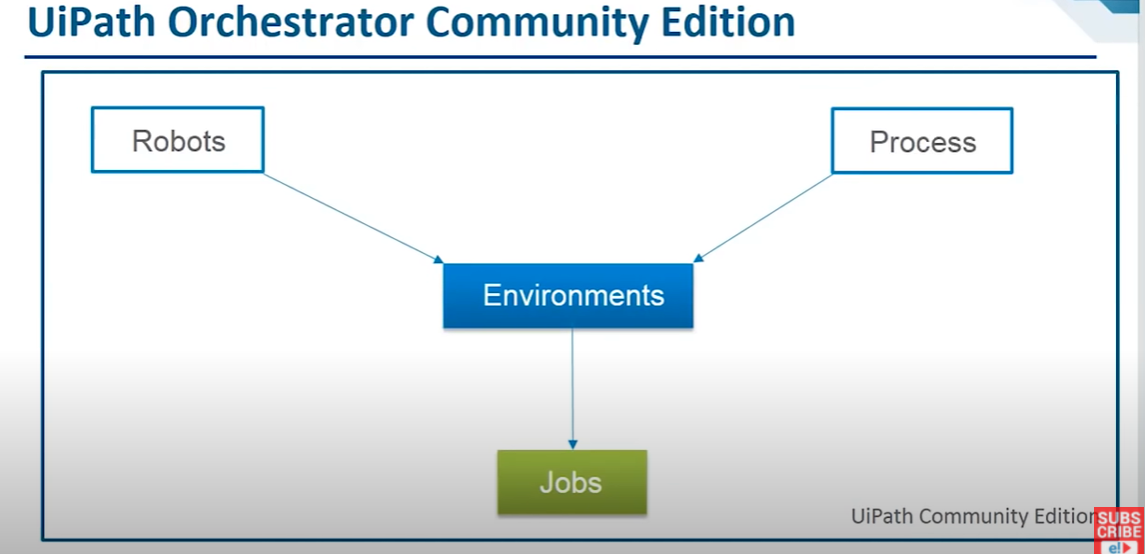 UiPath Orchestrator Community Edition
Robots
Process
Environments
Jobs
UiPath Community Edition
SUBS
CRIBE
e!